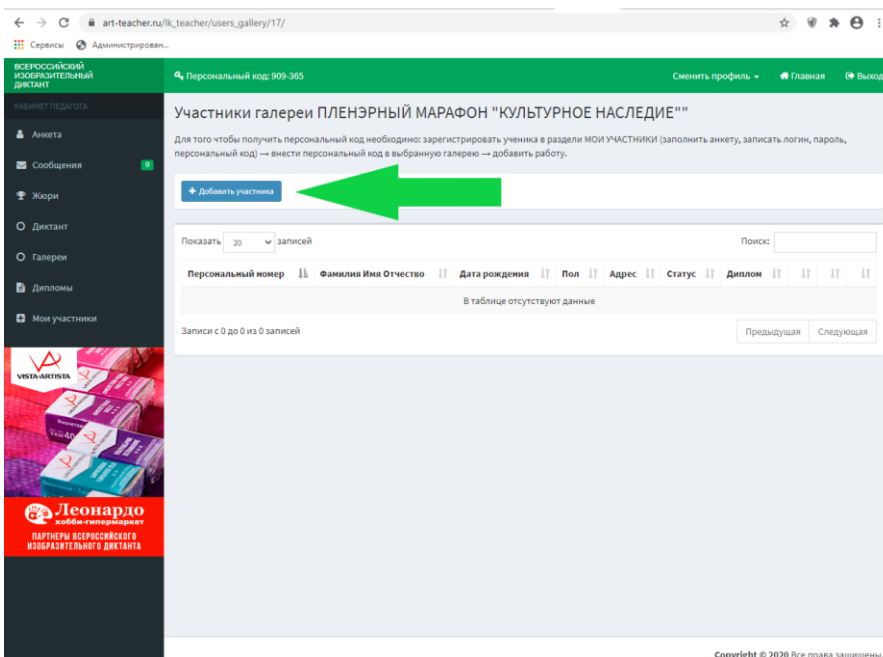 art-teacher.ru/lk_teacher/users_gallery/17/
Сервисы Администрирован...
ВСЕРОССИЙСКИЙ
ИЗОБРАЗИТЕЛЬНЫЙ
ДИКТАНТ
Персональный код: 909-365
Сменить профиль
Главная
Выход
КАБИНЕТ ПЕДАГОГА
Анкета
Сообщения 0
Жюри
Диктант
Галереи
Дипломы
Мои участники
VISTA-ARTISTA
Леонардо
хобби-гипермаркет
ПАРТНЕРЫ ВСЕРОССИЙСКОГО
ИЗОБРАЗИТЕЛЬНОГО ДИКТАНТА
Участники галереи ПЛЕНЭРНЫЙ МАРАФОН "КУЛЬТУРНОЕ НАСЛЕДИЕ""
Для того чтобы получить персональный код необходимо: зарегистрировать ученика в раздели МОИ УЧАСТНИКИ (заполнить анкету, записать логин, пароль,
персональный код) → внести персональный код в выбранную галерею → добавить работу.
+ Добавить участника
Показать 20 записей
Поиск:
Персональный номер Фамилия Имя Отчество Дата рождения Пол Адрес Статус Диплом
В таблице отсутствуют данные
Записи с 0 до 0 из 0 записей
Предыдущая Следующая
Copyright © 2020 Все права защищены.